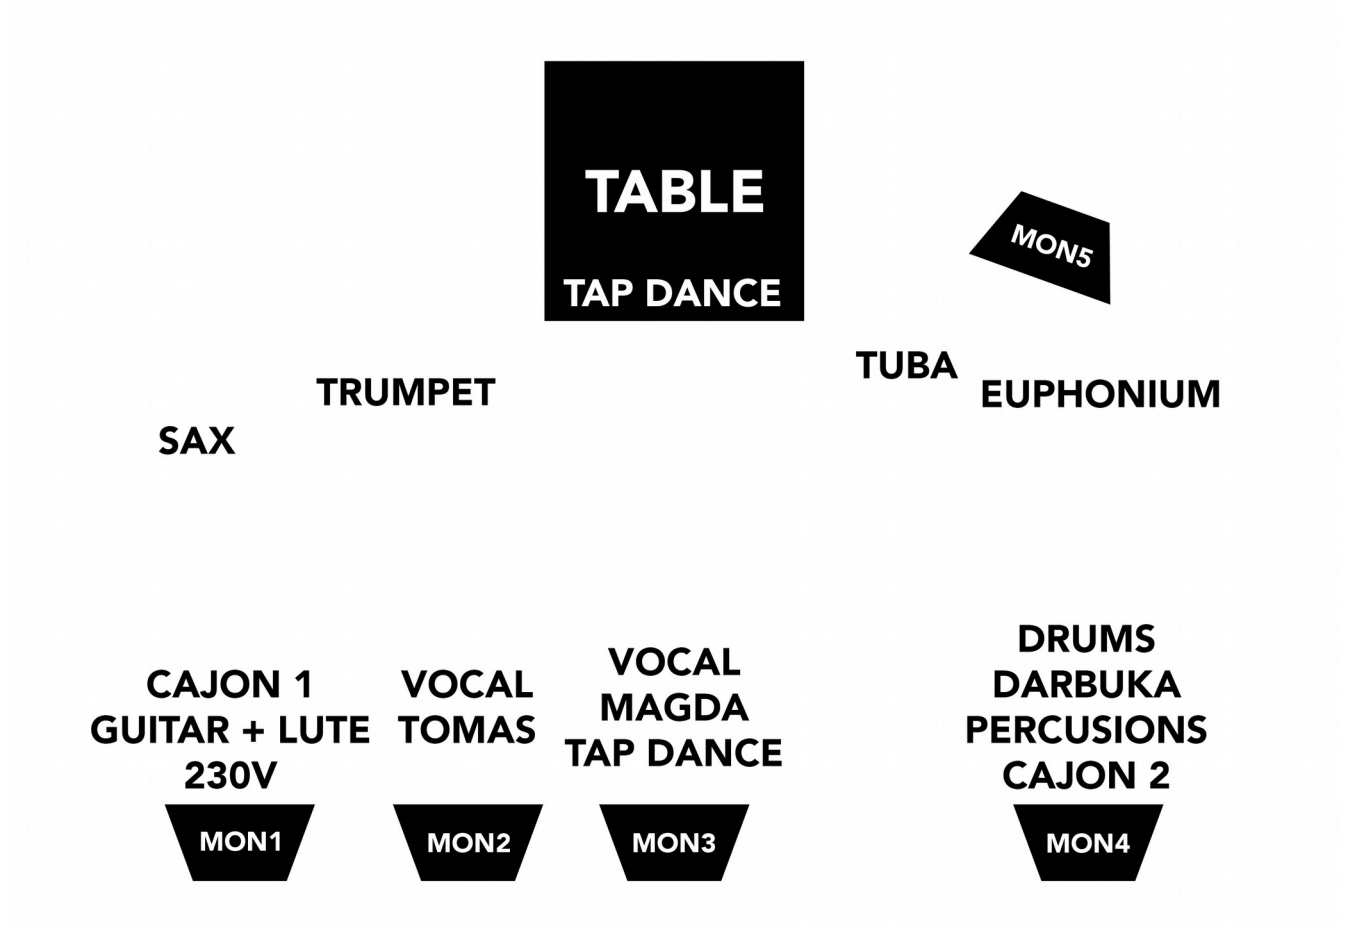 TABLE
TAP DANCE
MON5
TUBA
EUPHONIUM
TRUMPET
SAX
CAJON 1
GUITAR + LUTE
230V
MON1
VOCAL
TOMAS
MON2
VOCAL
MAGDA
TAP DANCE
MON3
DRUMS
DARBUKA
PERCUSIONS
CAJON 2
MON4